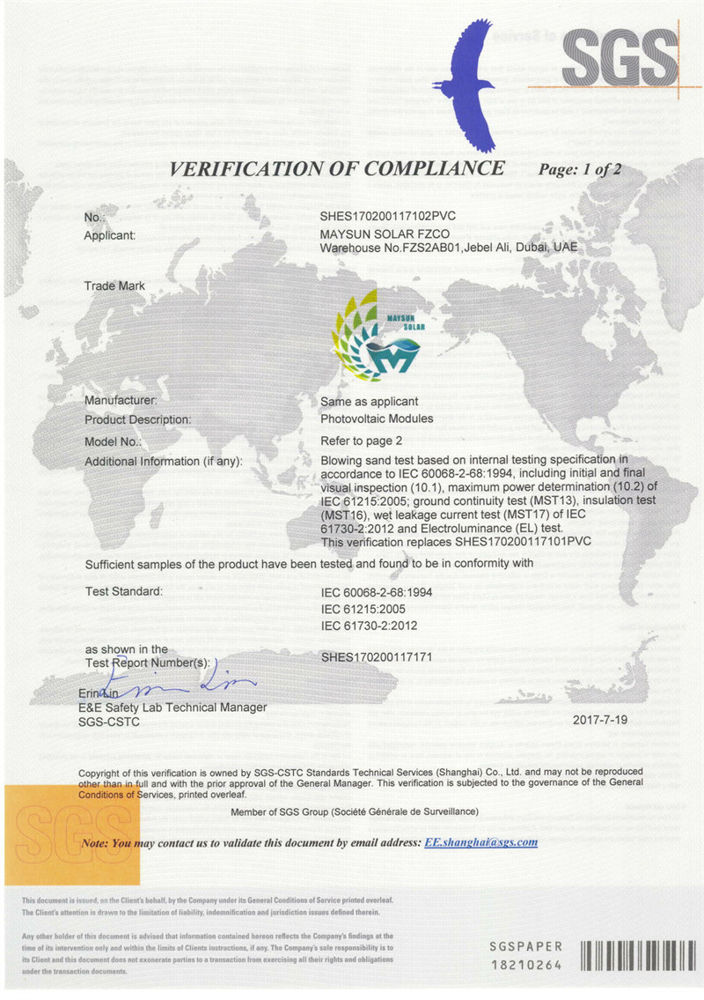 SGS
VERIFICATION OF COMPLIANCE Page: 1 of 2
No.: SHES170200117102PVC
Applicant: MAYSUN SOLAR FZCO
Warehouse No.FZS2AB01,Jebel Ali, Dubai, UAE
Trade Mark
MAYSUN
SOLAR
Manufacturer: Same as applicant
Product Description: Photovoltaic Modules
Model No.: Refer to page 2
Additional Information (if any): Blowing sand test based on internal testing specification in
accordance to IEC 60068-2-68:1994, including initial and final
visual inspection (10.1), maximum power determination (10.2) of
IEC 61215:2005; ground continuity test (MST13), insulation test
(MST16), wet leakage current test (MST17) of IEC
61730-2:2012 and Electroluminance (EL) test.
This verification replaces SHES170200117101PVC
Sufficient samples of the product have been tested and found to be in conformity with
Test Standard: IEC 60068-2-68:1994
IEC 61215:2005
IEC 61730-2:2012
as shown in the
Test Report Number(s): SHES170200117171
Erin Lin
Erin Lin
E&E Safety Lab Technical Manager
SGS-CSTC 2017-7-19
Copyright of this verification is owned by SGS-CSTC Standards Technical Services (Shanghai) Co., Ltd. and may not be reproduced
other than in full and with the prior approval of the General Manager. This verification is subjected to the governance of the General
Conditions of Services, printed overleaf.
Member of SGS Group (Société Générale de Surveillance)
SGS
Note: You may contact us to validate this document by email address: EE.shanghai@sgs.com
This document is issued, on the Client's behalf, by the Company under its General Conditions of Service printed overleaf.
The Client's attention is drawn to the limitation of liability, indemnification and jurisdiction issues defined therein.
Any other holder of this document is advised that information contained hereon reflects the Company's findings at the
time of its intervention only and within the limits of Clients instructions, if any. The Company's sole responsibility is to
its Client and this document does not exonerate parties to a transaction from exercising all their rights and obligations
under the transaction documents.
SGSPAPER
18210264